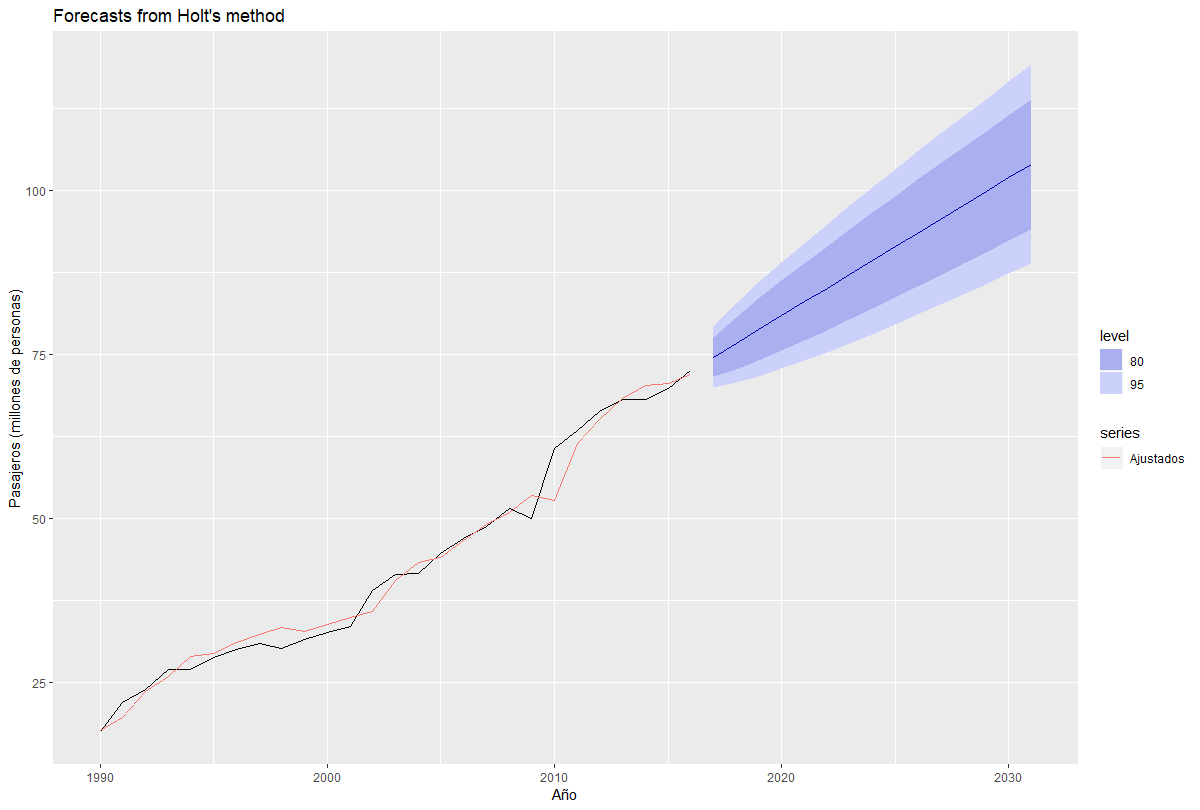 Forecasts from Holt's method
Pasajeros (millones de personas)
100
75
50
25
1990
2000
2010
2020
2030
Año
level
80
95
series
Ajustados